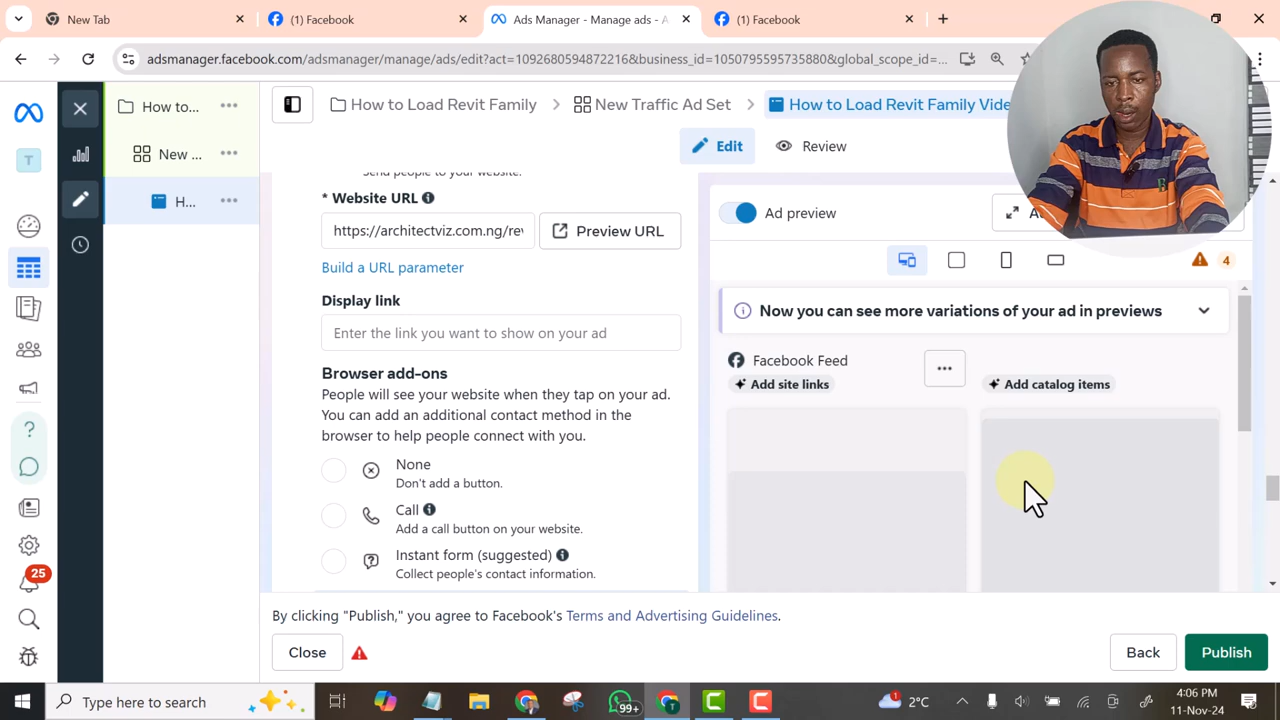 New Tab
(1) Facebook
Ads Manager - Manage ads - A
(1) Facebook
adsmanager.facebook.com/adsmanager/manage/ads/edit?act=1092680594872216&business_id=1050795595735880&global_scope_id=...
How to...
How to Load Revit Family
New Traffic Ad Set
How to Load Revit Family Vide
T
New ...
Edit
Review
H...
Send people to your website.
* Website URL
Ad preview
https://architectviz.com.ng/rev
Preview URL
Build a URL parameter
4
Display link
Enter the link you want to show on your ad
Now you can see more variations of your ad in previews
Browser add-ons
Facebook Feed
...
People will see your website when they tap on your ad.
You can add an additional contact method in the
browser to help people connect with you.
Add site links
Add catalog items
None
Don't add a button.
Call
Add a call button on your website.
Instant form (suggested)
Collect people's contact information.
25
By clicking "Publish," you agree to Facebook's Terms and Advertising Guidelines.
Close
Back
Publish
Type here to search
99+
1
2°C
4:06 PM
11-Nov-24